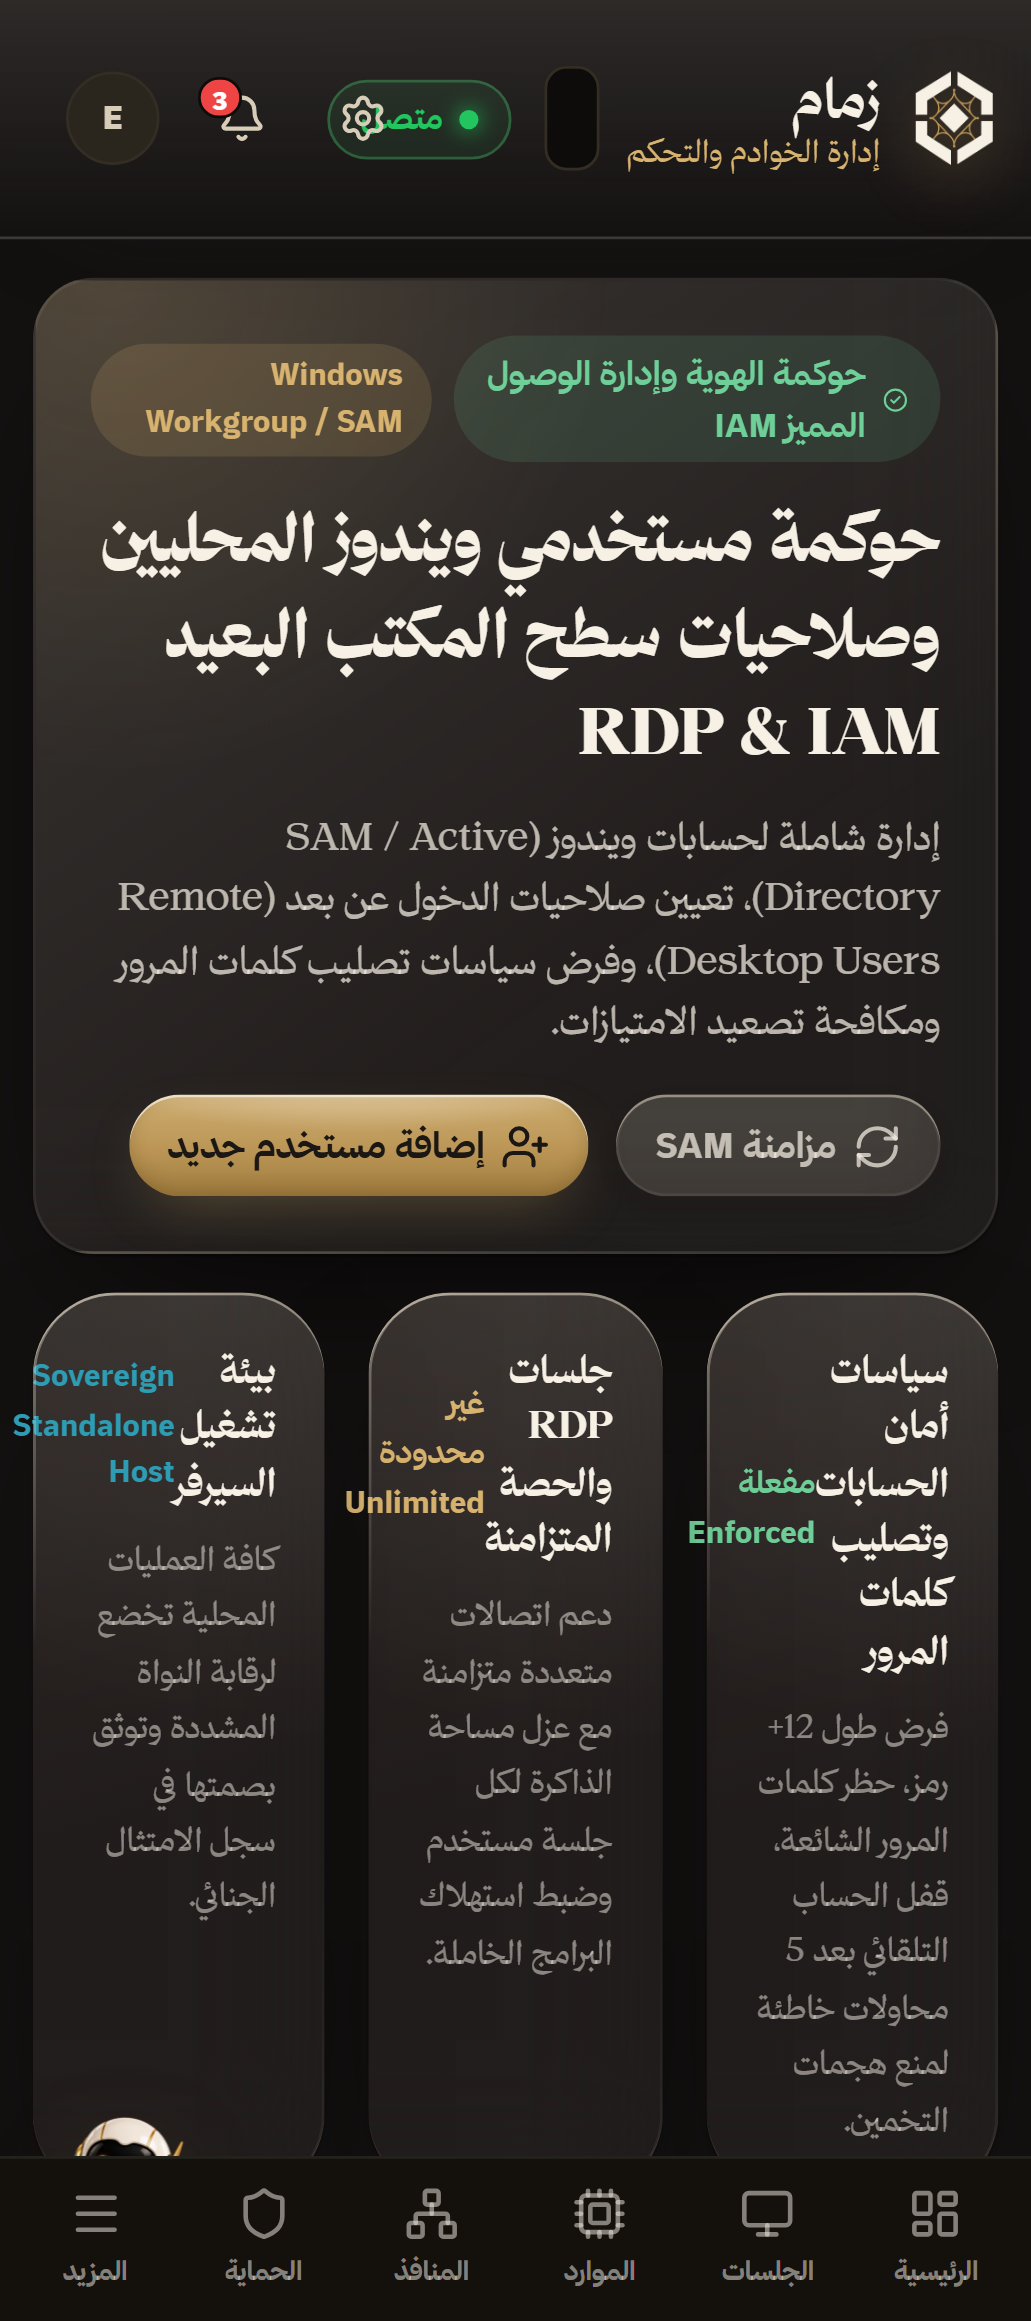 زمام
إدارة الخوادم والتحكم
متصل
3
E
حوكمة الهوية وإدارة الوصول
المميز IAM
Windows
Workgroup / SAM
حوكمة مستخدمي ويندوز المحليين
وصلاحيات سطح المكتب البعيد
RDP & IAM
إدارة شاملة لحسابات ويندوز (SAM / Active
Directory)، تعيين صلاحيات الدخول عن بعد (Remote
Desktop Users)، وفرض سياسات تصليب كلمات المرور
ومكافحة تصعيد الامتيازات.
مزامنة SAM
إضافة مستخدم جديد
سياسات
أمان
الحسابات
وتصليب
كلمات
المرور
مفعلة
Enforced
فرض طول 12+
رمز، حظر كلمات
المرور الشائعة،
قفل الحساب
التلقائي بعد 5
محاولات خاطئة
لمنع هجمات
التخمين.
جلسات
RDP
والحصة
المتزامنة
غير
محدودة
Unlimited
دعم اتصالات
متعددة متزامنة
مع عزل مساحة
الذاكرة لكل
جلسة مستخدم
وضبط استهلاك
البرامج الخاملة.
بيئة
تشغيل
السيرفر
Sovereign
Standalone
Host
كافة العمليات
المحلية تخضع
لرقابة النواة
المشددة وتوثق
بصمتها في
سجل الامتثال
الجنائي.
الرئيسية
الجلسات
الموارد
المنافذ
الحماية
المزيد